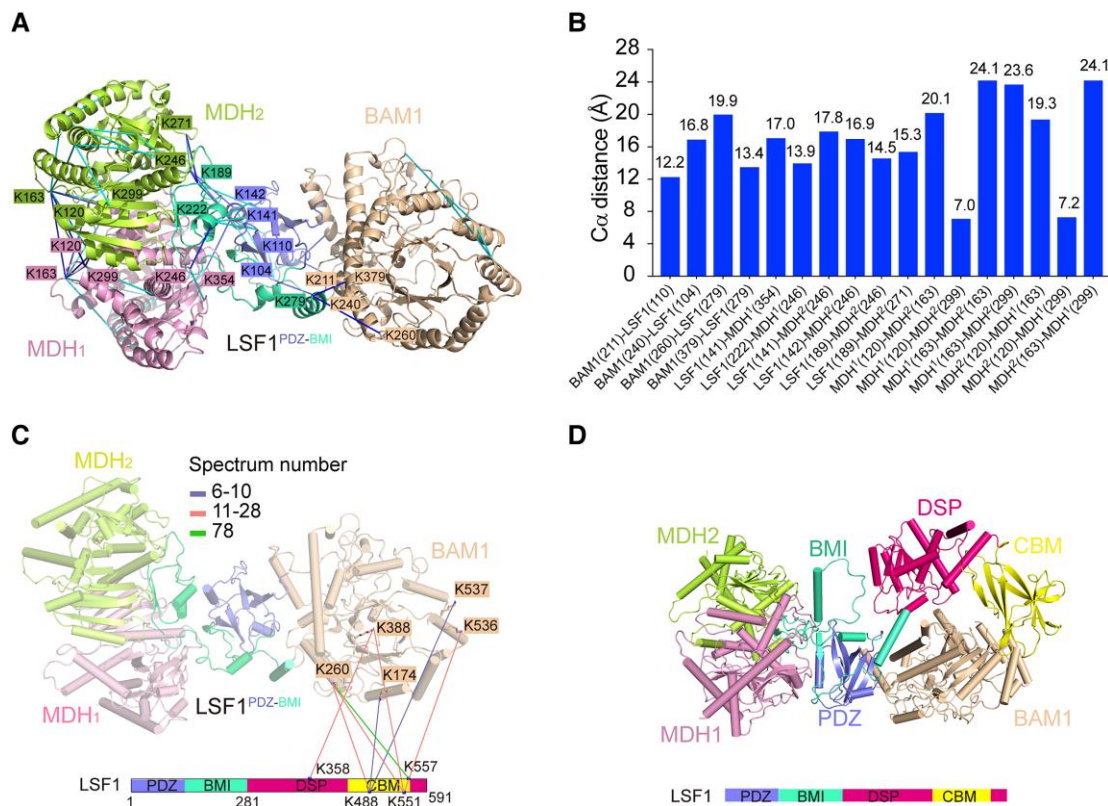 A
MDH2
BAM1
K271
K246
K189
K299
K142
K163
K222
K141
K120
K110
K120
K104
K379
K163
K299
K246
K354
K211
K279
K240
K260
MDH1
LSF1PDZ-BMI
B
Cα distance (Å)
28
24
20
16
12
8
4
0
12.2
16.8
19.9
13.4
17.0
13.9
17.8
16.9
14.5
15.3
20.1
7.0
24.1
23.6
19.3
7.2
24.1
BAM1(211)-LSF1(110)
BAM1(240)-LSF1(104)
BAM1(260)-LSF1(279)
BAM1(379)-LSF1(279)
LSF1(141)-MDH1(354)
LSF1(222)-MDH1(246)
LSF1(141)-MDH2(246)
LSF1(142)-MDH2(246)
LSF1(189)-MDH2(246)
LSF1(189)-MDH2(271)
MDH1(120)-MDH2(163)
MDH1(120)-MDH2(299)
MDH1(163)-MDH2(163)
MDH1(163)-MDH2(299)
MDH2(120)-MDH1(163)
MDH2(120)-MDH1(299)
MDH2(163)-MDH1(299)
C
MDH2
Spectrum number
6-10
11-28
78
BAM1
K537
K388
K536
K260
K174
MDH1
LSF1PDZ-BMI
K358
K557
LSF1
PDZ
BMI
DSP
CBM
1
281
K488
K551
591
D
DSP
MDH2
BMI
CBM
MDH1
PDZ
BAM1
LSF1
PDZ
BMI
DSP
CBM